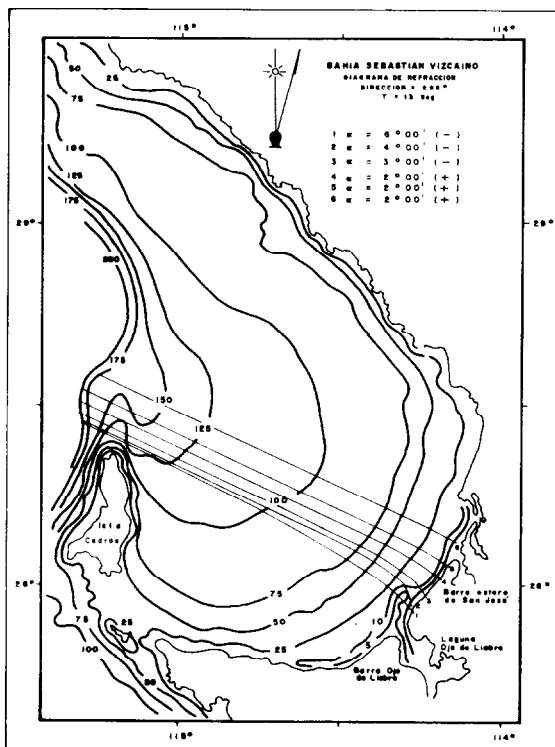 115°
114°
BAHIA SEBASTIAN VIZCAINO
DIAGRAMA DE REFRACCION
T = 13 Seg
1 α = 6°00' (-)
2 α = 4°00' (-)
3 α = 3°00' (-)
4 α = 2°00' (+)
5 α = 2°00' (+)
6 α = 2°00' (+)
50
25
75
100
125
175
29°
29°
200
175
150
125
100
Isla
Cedros
28°
28°
75
50
25
10
5
Barra estero
de San José
Laguna
Ojo de Liebre
Barra Ojo
de Liebre
75
100
25
50
115°
114°